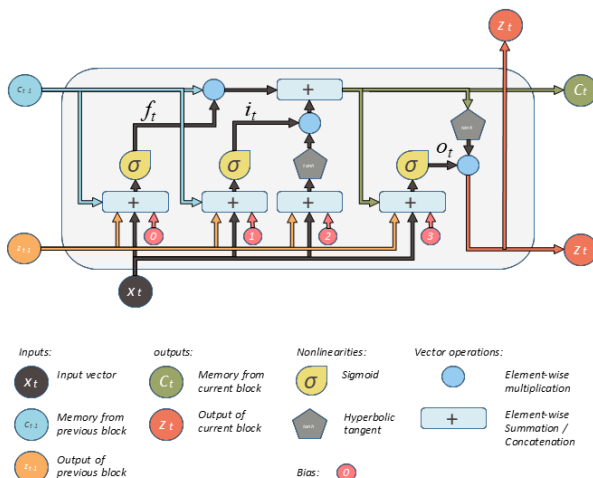 Z t
C t-1
C t
f t
i t
o t
tanh
σ
σ
tanh
σ
+
+
+
+
+
0
1
2
3
Z t-1
Z t
X t
Inputs:
outputs:
Nonlinearities:
Vector operations:
X t
Input vector
C t
Memory from
current block
σ
Sigmoid
Element-wise
multiplication
C t-1
Memory from
previous block
Z t
Output of
current block
tanh
Hyperbolic
tangent
+
Element-wise
Summation /
Concatenation
Z t-1
Output of
previous block
Bias:
0